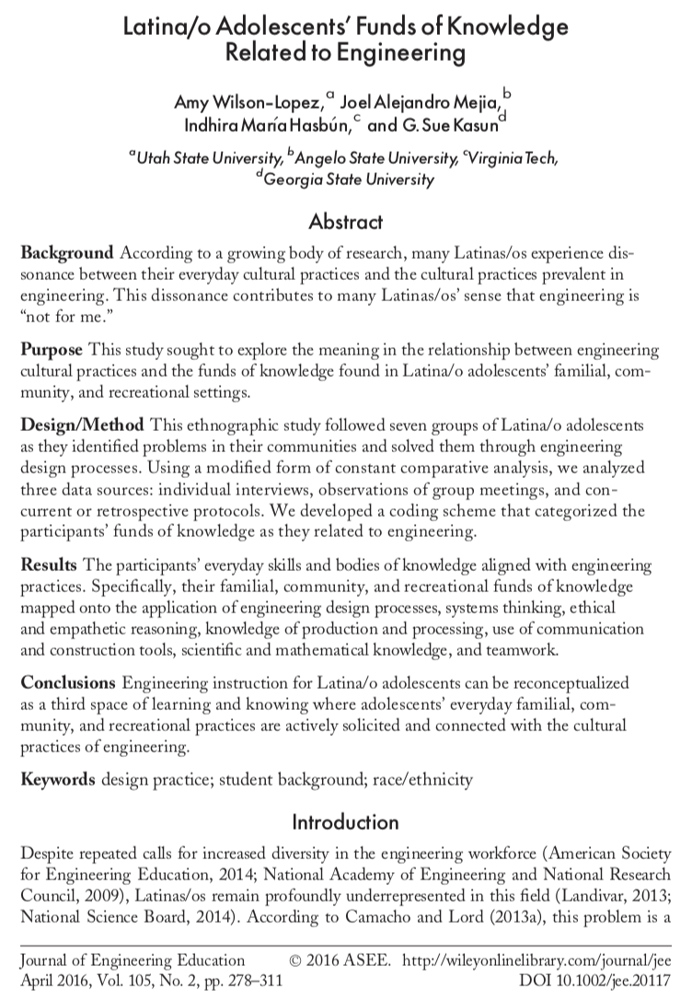 Latina/o Adolescents’ Funds of Knowledge
Related to Engineering
Amy Wilson-Lopez,a Joel Alejandro Mejia,b
Indhira María Hasbún,c and G. Sue Kasund
aUtah State University, bAngelo State University, cVirginia Tech,
dGeorgia State University
Abstract
Background According to a growing body of research, many Latinas/os experience dis-
sonance between their everyday cultural practices and the cultural practices prevalent in
engineering. This dissonance contributes to many Latinas/os’ sense that engineering is
“not for me.”
Purpose This study sought to explore the meaning in the relationship between engineering
cultural practices and the funds of knowledge found in Latina/o adolescents’ familial, com-
munity, and recreational settings.
Design/Method This ethnographic study followed seven groups of Latina/o adolescents
as they identified problems in their communities and solved them through engineering
design processes. Using a modified form of constant comparative analysis, we analyzed
three data sources: individual interviews, observations of group meetings, and con-
current or retrospective protocols. We developed a coding scheme that categorized the
participants’ funds of knowledge as they related to engineering.
Results The participants’ everyday skills and bodies of knowledge aligned with engineering
practices. Specifically, their familial, community, and recreational funds of knowledge
mapped onto the application of engineering design processes, systems thinking, ethical
and empathetic reasoning, knowledge of production and processing, use of communication
and construction tools, scientific and mathematical knowledge, and teamwork.
Conclusions Engineering instruction for Latina/o adolescents can be reconceptualized
as a third space of learning and knowing where adolescents’ everyday familial, com-
munity, and recreational practices are actively solicited and connected with the cultural
practices of engineering.
Keywords design practice; student background; race/ethnicity
Introduction
Despite repeated calls for increased diversity in the engineering workforce (American Society
for Engineering Education, 2014; National Academy of Engineering and National Research
Council, 2009), Latinas/os remain profoundly underrepresented in this field (Landivar, 2013;
National Science Board, 2014). According to Camacho and Lord (2013a), this problem is a
Journal of Engineering Education © 2016 ASEE. http://wileyonlinelibrary.com/journal/jee
April 2016, Vol. 105, No. 2, pp. 278–311 DOI 10.1002/jee.20117